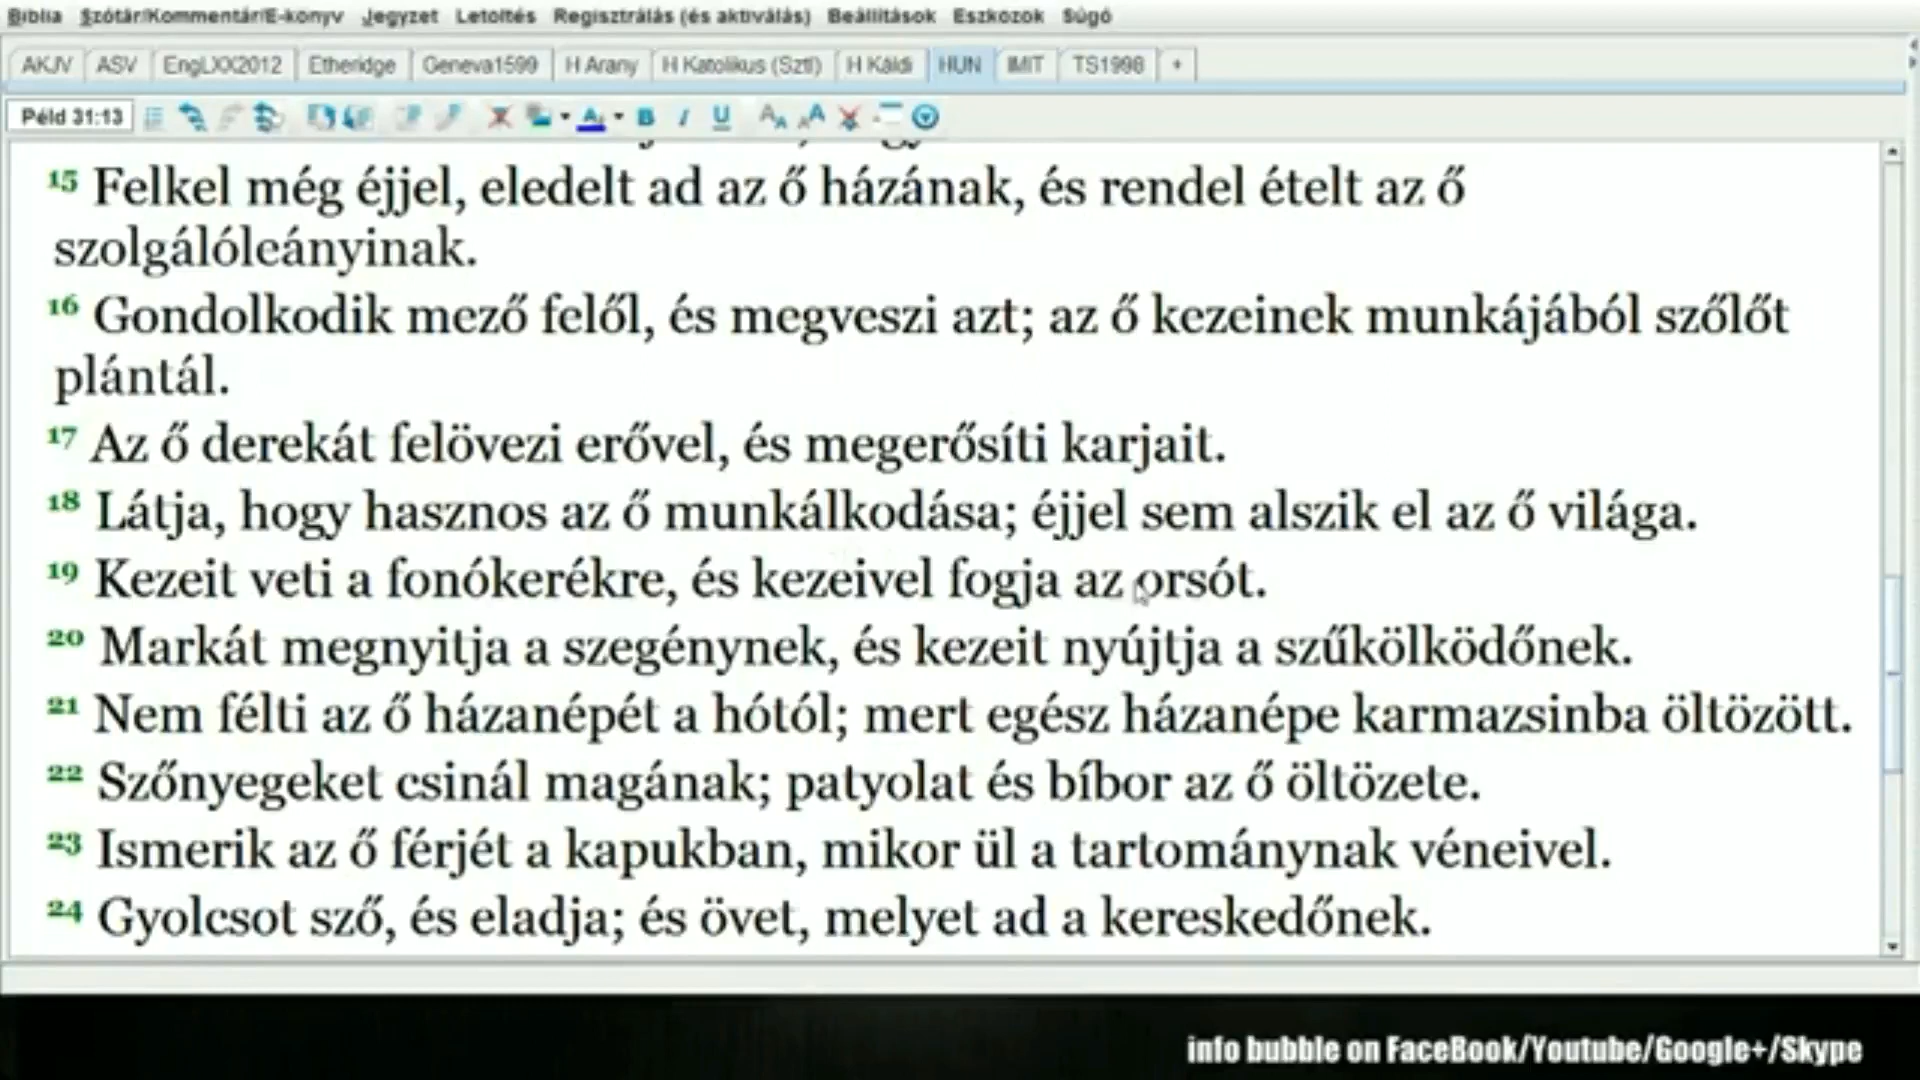 Biblia Szótár/Kommentár/E-könyv Jegyzet Letöltés Regisztrálás (és aktiválás) Beállítások Eszközök Súgó
AKJV ASV EngLXX2012 Etheridge Geneva1599 H Arany H Katolikus (SztI) H Káldi HUN IMIT TS1998 +
Péld 31:13 B I U
15 Felkel még éjjel, eledelt ad az ő házának, és rendel ételt az ő
szolgálóleányinak.
16 Gondolkodik mező felől, és megveszi azt; az ő kezeinek munkájából szőlőt
plántál.
17 Az ő derekát felövezi erővel, és megerősíti karjait.
18 Látja, hogy hasznos az ő munkálkodása; éjjel sem alszik el az ő világa.
19 Kezeit veti a fonókerékre, és kezeivel fogja az orsót.
20 Markát megnyitja a szegénynek, és kezeit nyújtja a szűkölködőnek.
21 Nem félti az ő házanépét a hótól; mert egész házanépe karmazsinba öltözött.
22 Szőnyegeket csinál magának; patyolat és bíbor az ő öltözete.
23 Ismerik az ő férjét a kapukban, mikor ül a tartománynak véneivel.
24 Gyolcsot sző, és eladja; és övet, melyet ad a kereskedőnek.
info bubble on FaceBook/Youtube/Google+/Skype